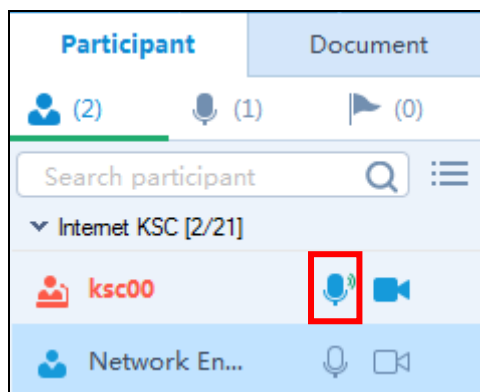 Participant Document
(2) (1) (0)
Search participant
Internet KSC [2/21]
ksc00
Network En...